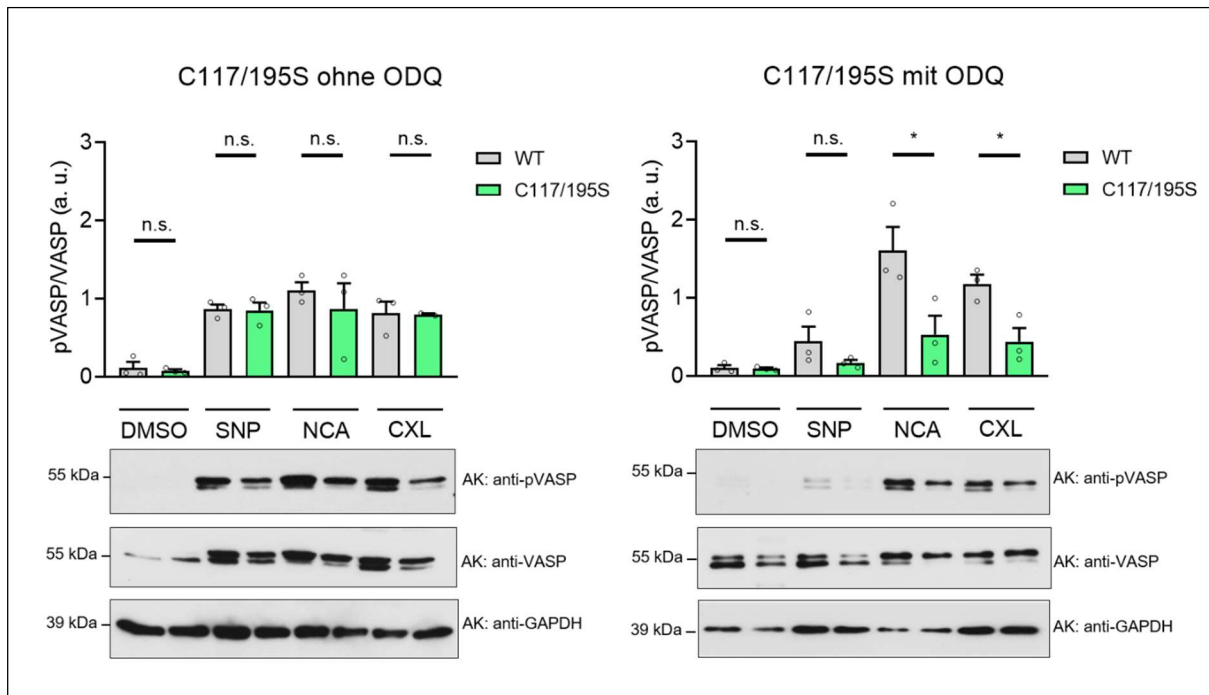 C117/195S ohne ODQ
n.s.
n.s.
n.s.
n.s.
pVASP/VASP (a. u.)
3
2
1
0
WT
C117/195S
DMSO
SNP
NCA
CXL
55 kDa
AK: anti-pVASP
55 kDa
AK: anti-VASP
39 kDa
AK: anti-GAPDH
C117/195S mit ODQ
n.s.
*
*
n.s.
pVASP/VASP (a. u.)
3
2
1
0
WT
C117/195S
DMSO
SNP
NCA
CXL
55 kDa
AK: anti-pVASP
55 kDa
AK: anti-VASP
39 kDa
AK: anti-GAPDH